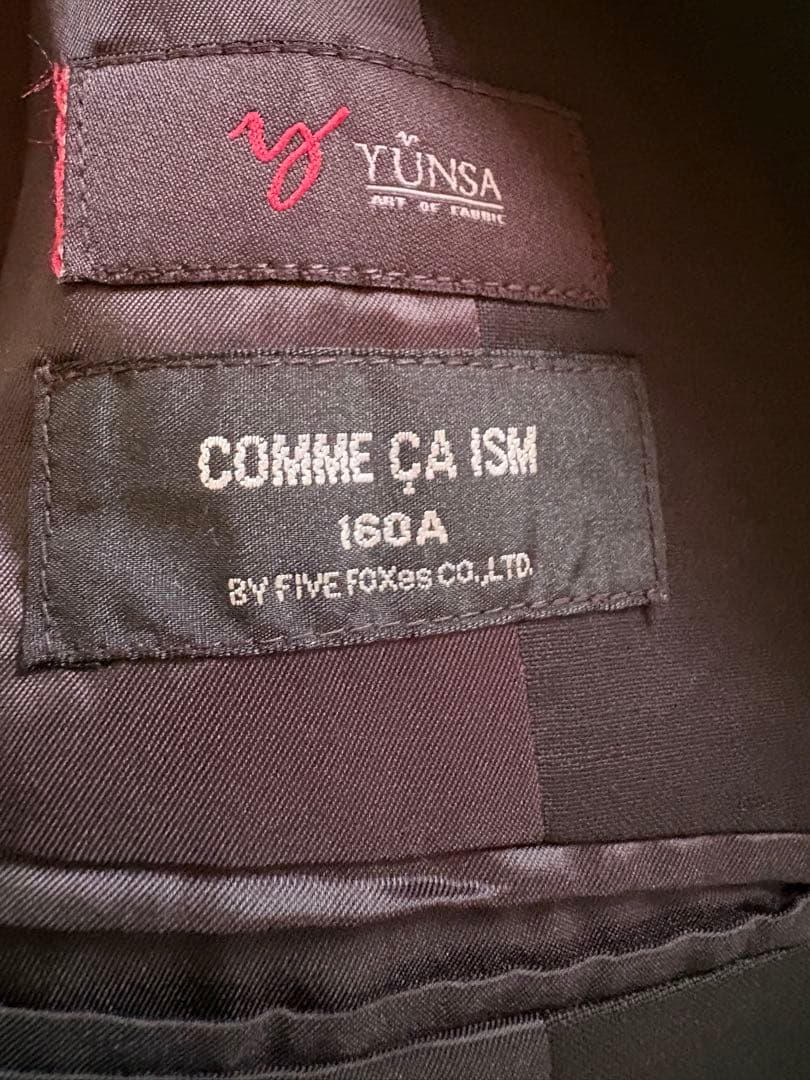 y
YÜNSA
ART OF FABRIC
COMME ÇA ISM
160A
BY FIVE FOXes CO.,LTD.